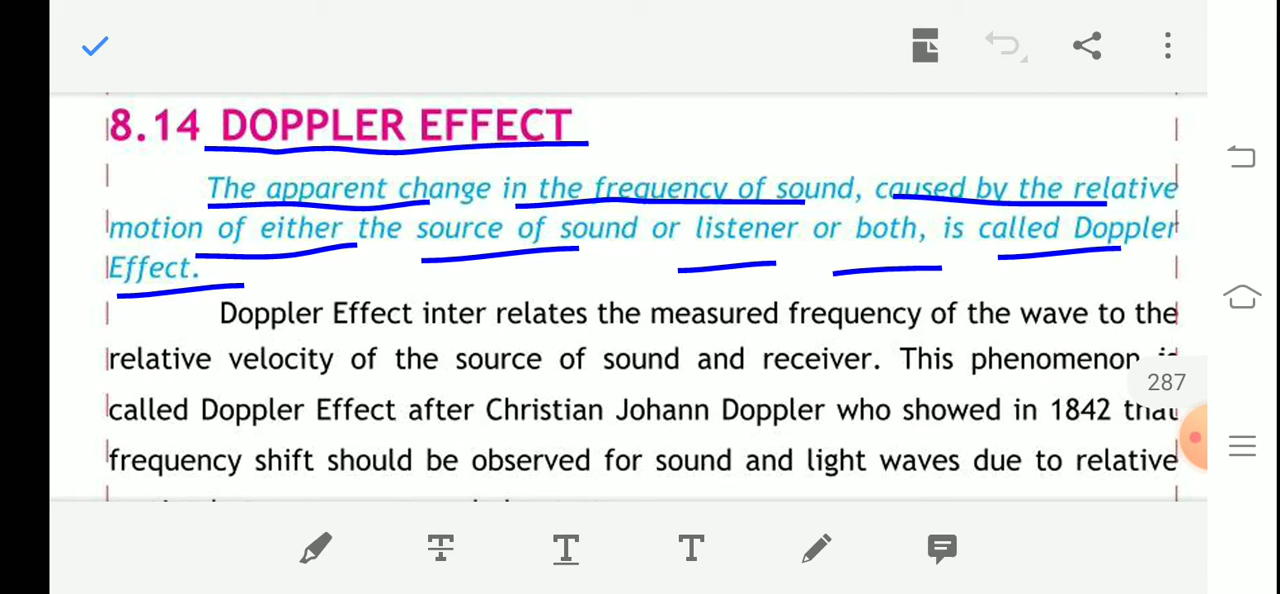 8.14 DOPPLER EFFECT
The apparent change in the frequency of sound, caused by the relative
motion of either the source of sound or listener or both, is called Doppler
Effect.
Doppler Effect inter relates the measured frequency of the wave to the
relative velocity of the source of sound and receiver. This phenomenon is
287
called Doppler Effect after Christian Johann Doppler who showed in 1842 that
frequency shift should be observed for sound and light waves due to relative